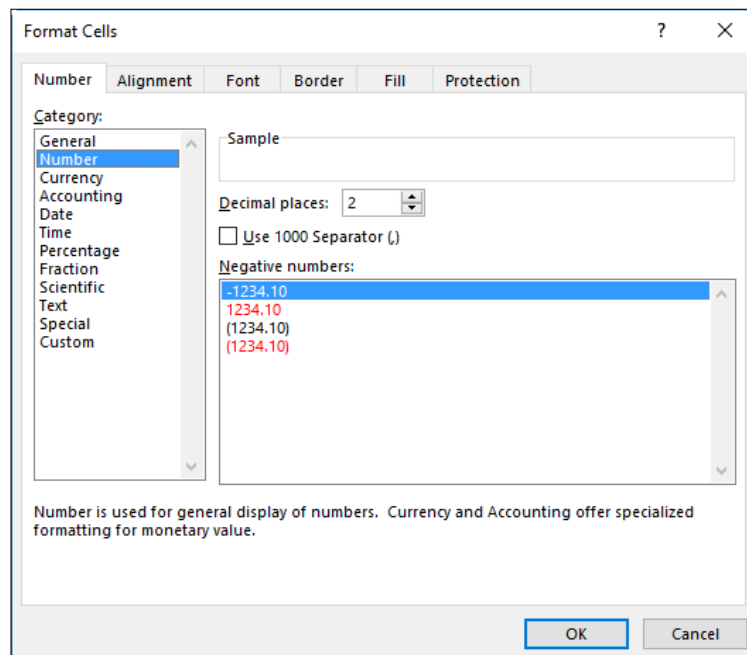 Format Cells ? ×
Number Alignment Font Border Fill Protection
Category:
General
Number
Currency
Accounting
Date
Time
Percentage
Fraction
Scientific
Text
Special
Custom
Sample
Decimal places: 2
Use 1000 Separator (,)
Negative numbers:
-1234.10
1234.10
(1234.10)
(1234.10)
Number is used for general display of numbers. Currency and Accounting offer specialized
formatting for monetary value.
OK Cancel